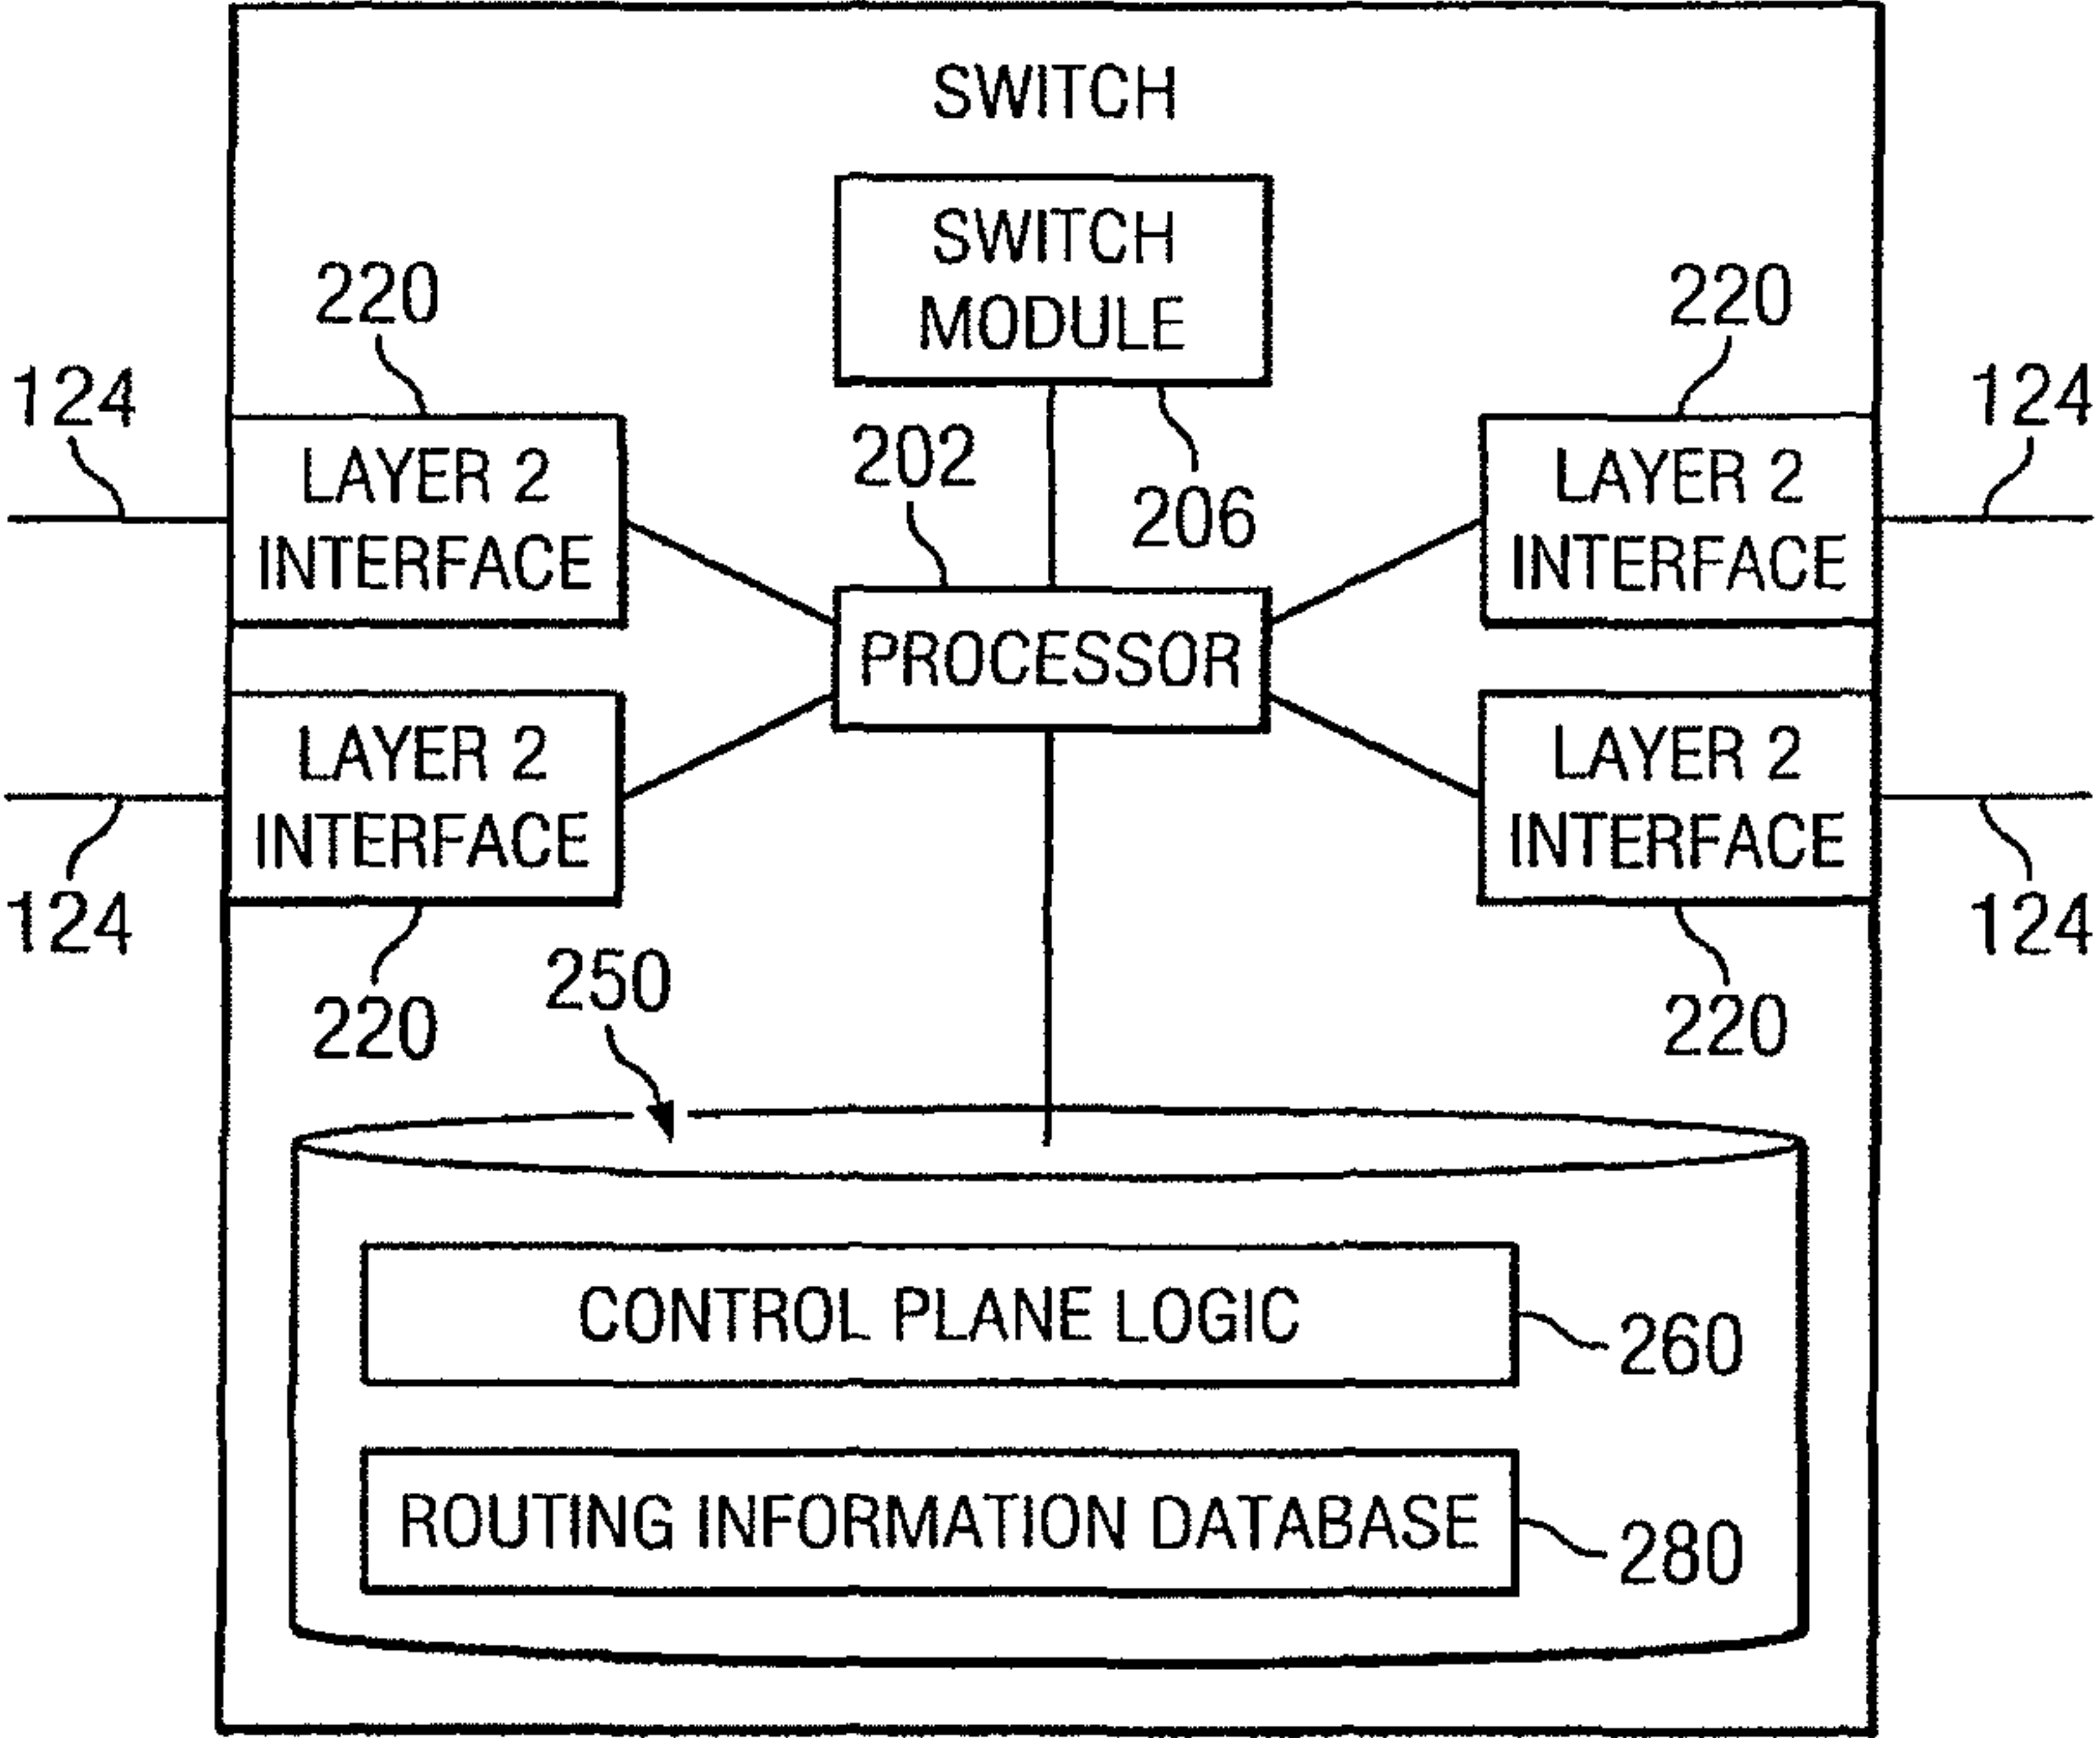 SWITCH
SWITCH
MODULE
220
220
124
124
202
206
LAYER 2
INTERFACE
LAYER 2
INTERFACE
PROCESSOR
LAYER 2
INTERFACE
LAYER 2
INTERFACE
124
124
250
220
220
CONTROL PLANE LOGIC
260
ROUTING INFORMATION DATABASE
280